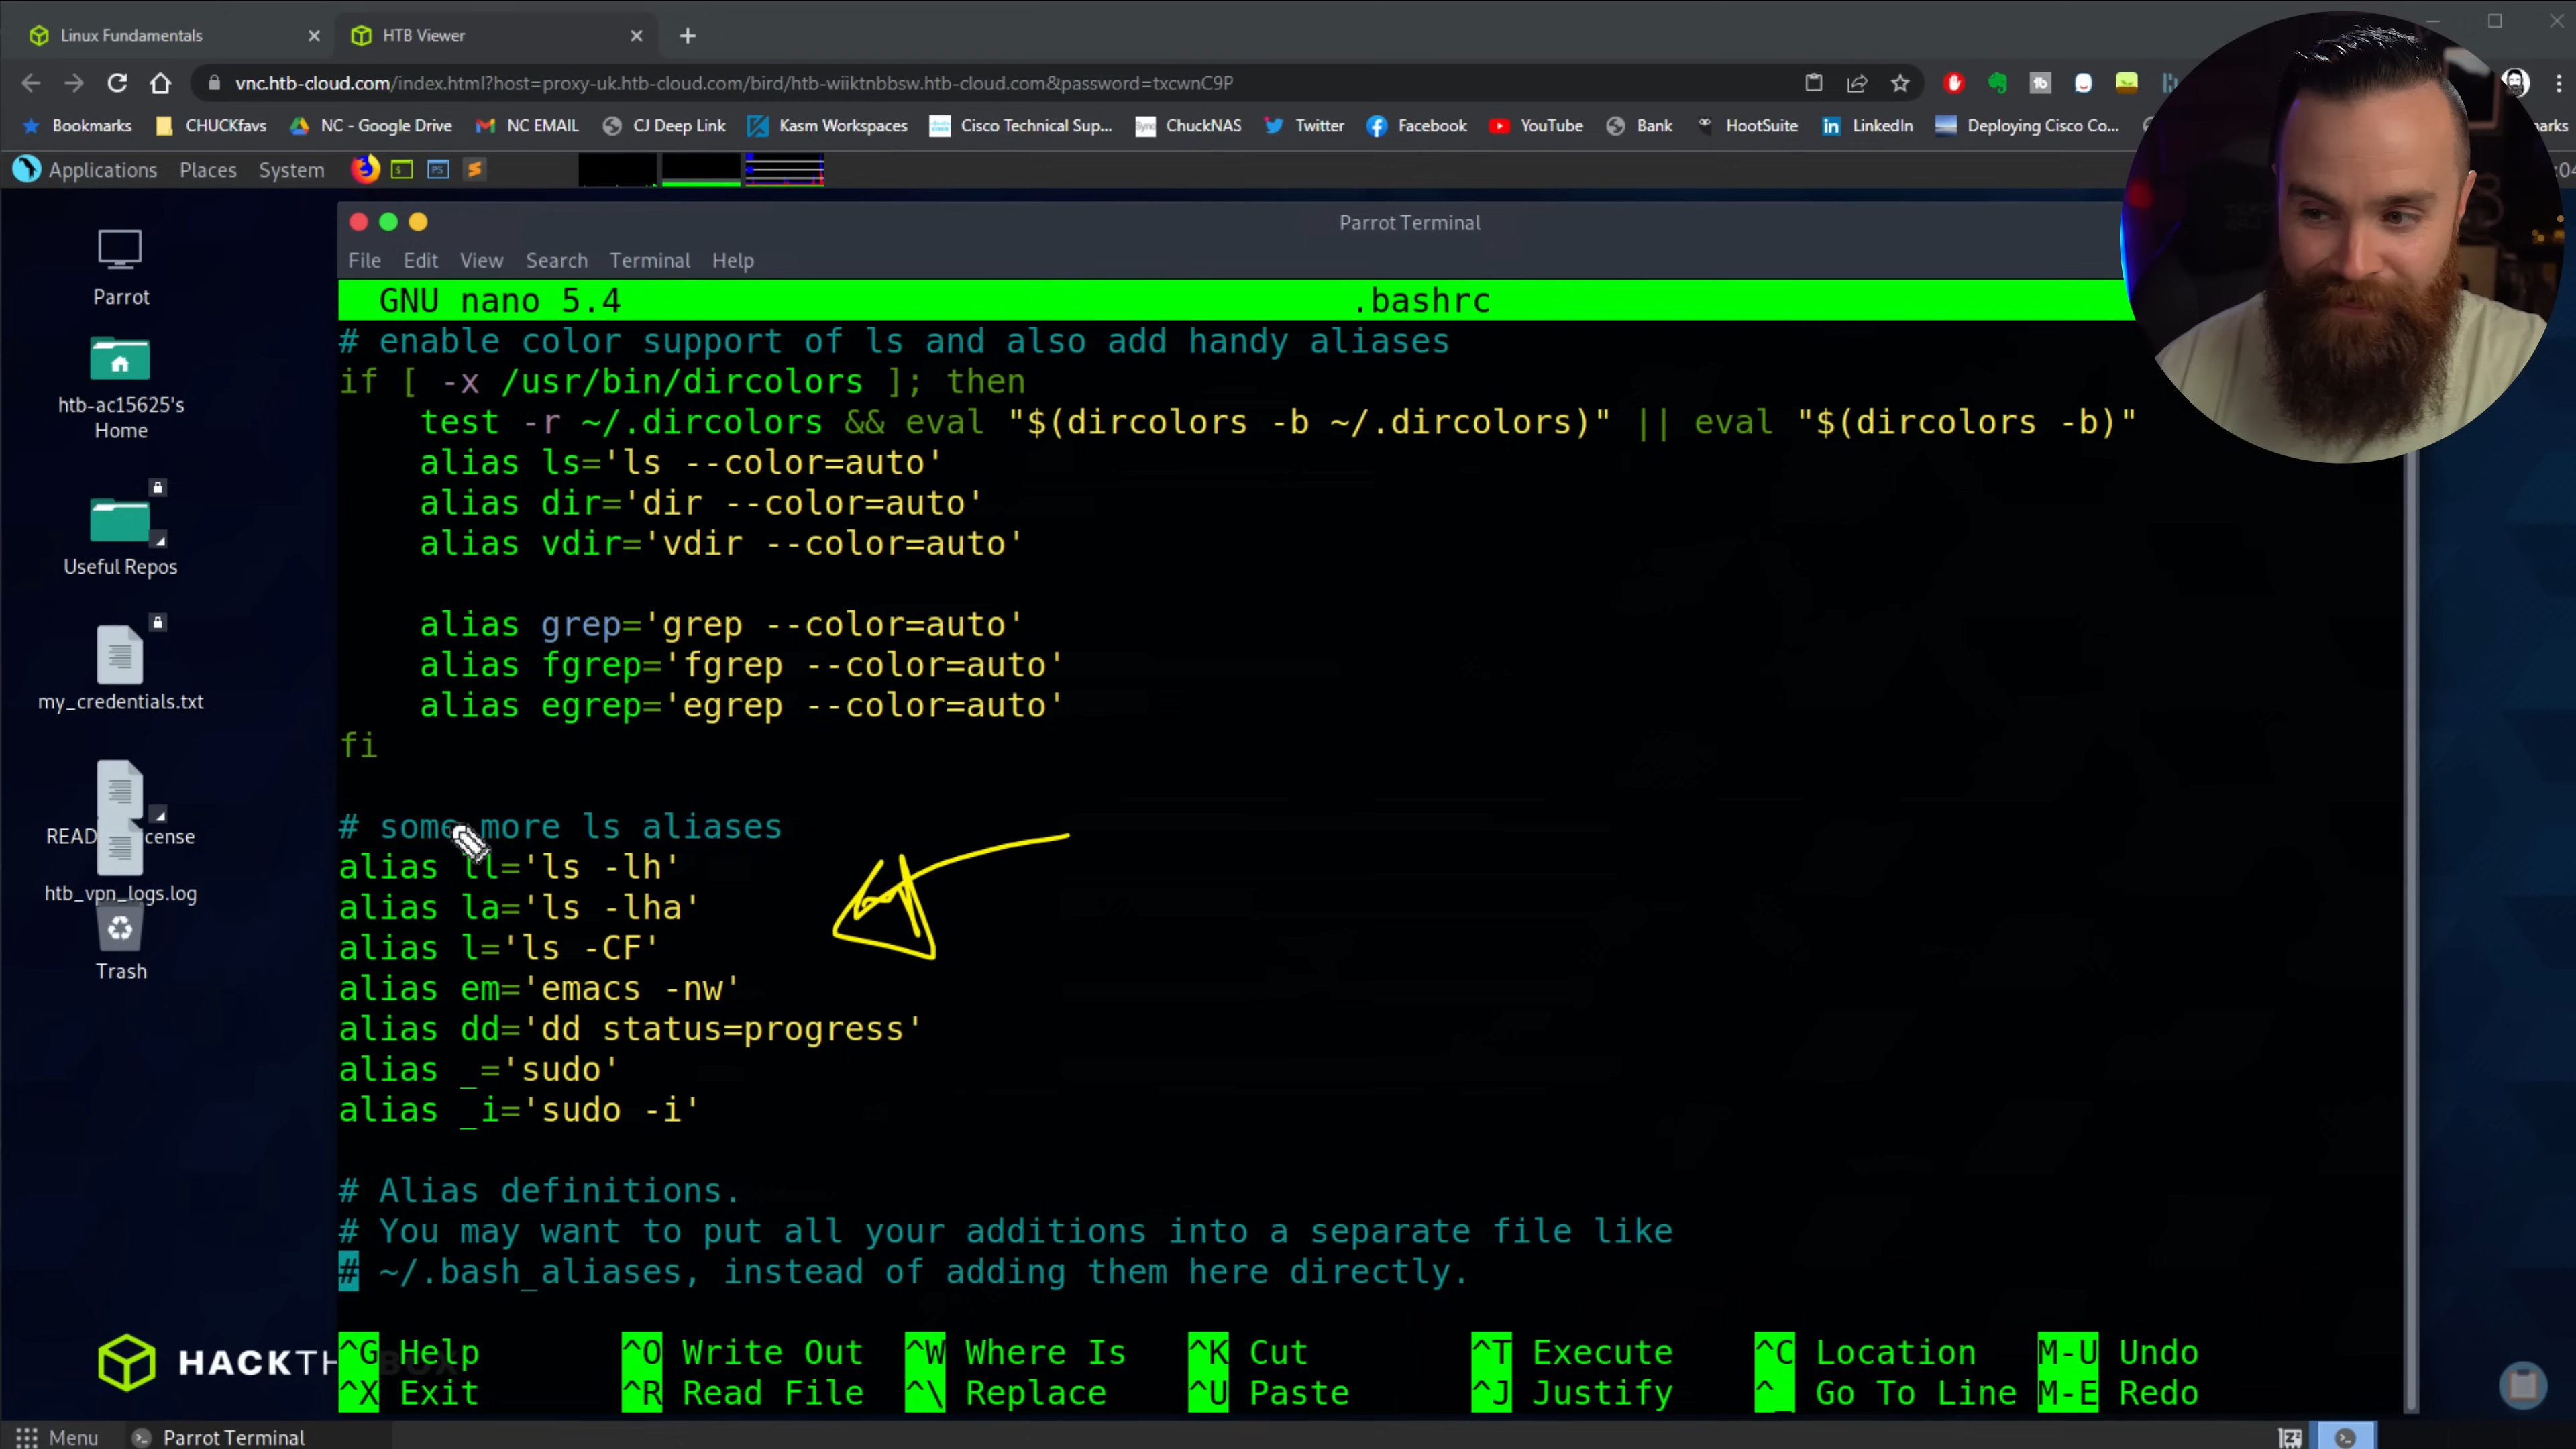 Linux Fundamentals
HTB Viewer
vnc.htb-cloud.com/index.html?host=proxy-uk.htb-cloud.com/bird/htb-wiiktnbbsw.htb-cloud.com&password=txcwnC9P
Bookmarks CHUCKfavs NC - Google Drive NC EMAIL CJ Deep Link Kasm Workspaces Cisco Technical Sup... ChuckNAS Twitter Facebook YouTube Bank HootSuite LinkedIn Deploying Cisco Co...
Applications Places System
Parrot Terminal
File Edit View Search Terminal Help
GNU nano 5.4 .bashrc
# enable color support of ls and also add handy aliases
if [ -x /usr/bin/dircolors ]; then
    test -r ~/.dircolors && eval "$(dircolors -b ~/.dircolors)" || eval "$(dircolors -b)"
    alias ls='ls --color=auto'
    alias dir='dir --color=auto'
    alias vdir='vdir --color=auto'
    alias grep='grep --color=auto'
    alias fgrep='fgrep --color=auto'
    alias egrep='egrep --color=auto'
fi
# some more ls aliases
alias ll='ls -lh'
alias la='ls -lha'
alias l='ls -CF'
alias em='emacs -nw'
alias dd='dd status=progress'
alias _='sudo'
alias _i='sudo -i'
# Alias definitions.
# You may want to put all your additions into a separate file like
# ~/.bash_aliases, instead of adding them here directly.
^G Help ^O Write Out ^W Where Is ^K Cut ^T Execute ^C Location M-U Undo
^X Exit ^R Read File ^\ Replace ^U Paste ^J Justify ^_ Go To Line M-E Redo
Parrot
htb-ac15625's
Home
Useful Repos
my_credentials.txt
htb_vpn_logs.log
Trash
Menu
Parrot Terminal